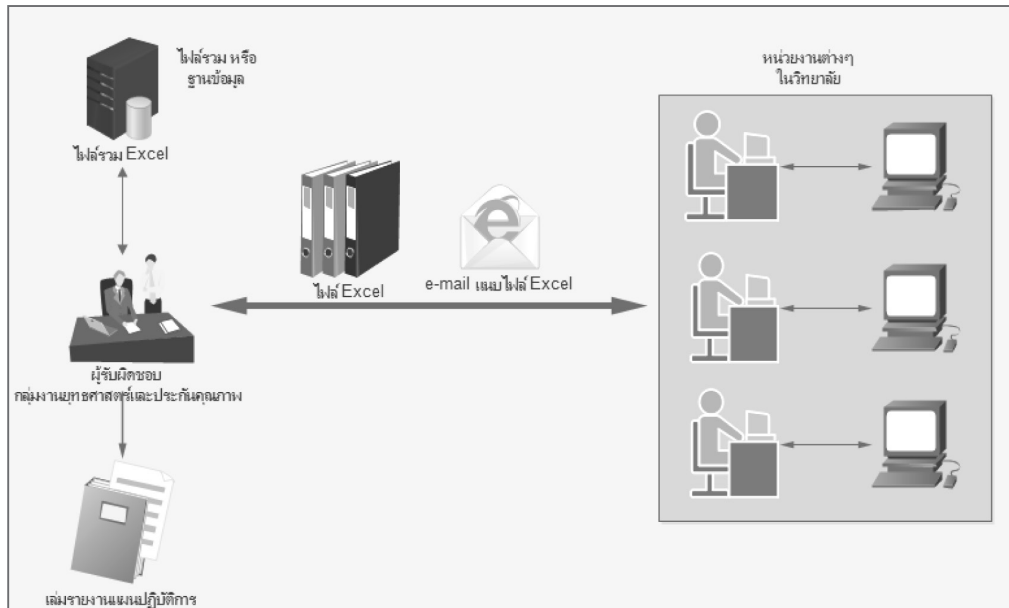 ไฟล์รวม หรือ
ฐานข้อมูล
ไฟล์รวม Excel
หน่วยงานต่างๆ
ในวิทยาลัย
ไฟล์ Excel
e-mail แนบไฟล์ Excel
ผู้รับผิดชอบ
กลุ่มงานยุทธศาสตร์และประกันคุณภาพ
เล่มรายงานแผนปฏิบัติการ